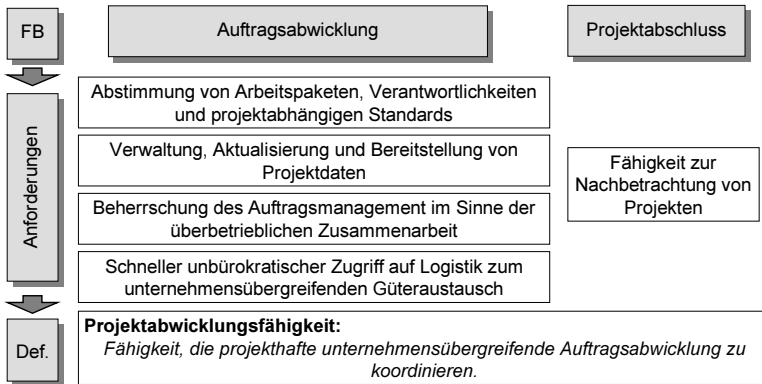 FB
Auftragsabwicklung
Projektabschluss
Anforderungen
Abstimmung von Arbeitspaketen, Verantwortlichkeiten
und projektabhängigen Standards
Verwaltung, Aktualisierung und Bereitstellung von
Projektdaten
Beherrschung des Auftragsmanagement im Sinne der
überbetrieblichen Zusammenarbeit
Schneller unbürokratischer Zugriff auf Logistik zum
unternehmensübergreifenden Güteraustausch
Fähigkeit zur
Nachbetrachtung von
Projekten
Def.
Projektabwicklungsfähigkeit:
Fähigkeit, die projekthafte unternehmensübergreifende Auftragsabwicklung zu
koordinieren.